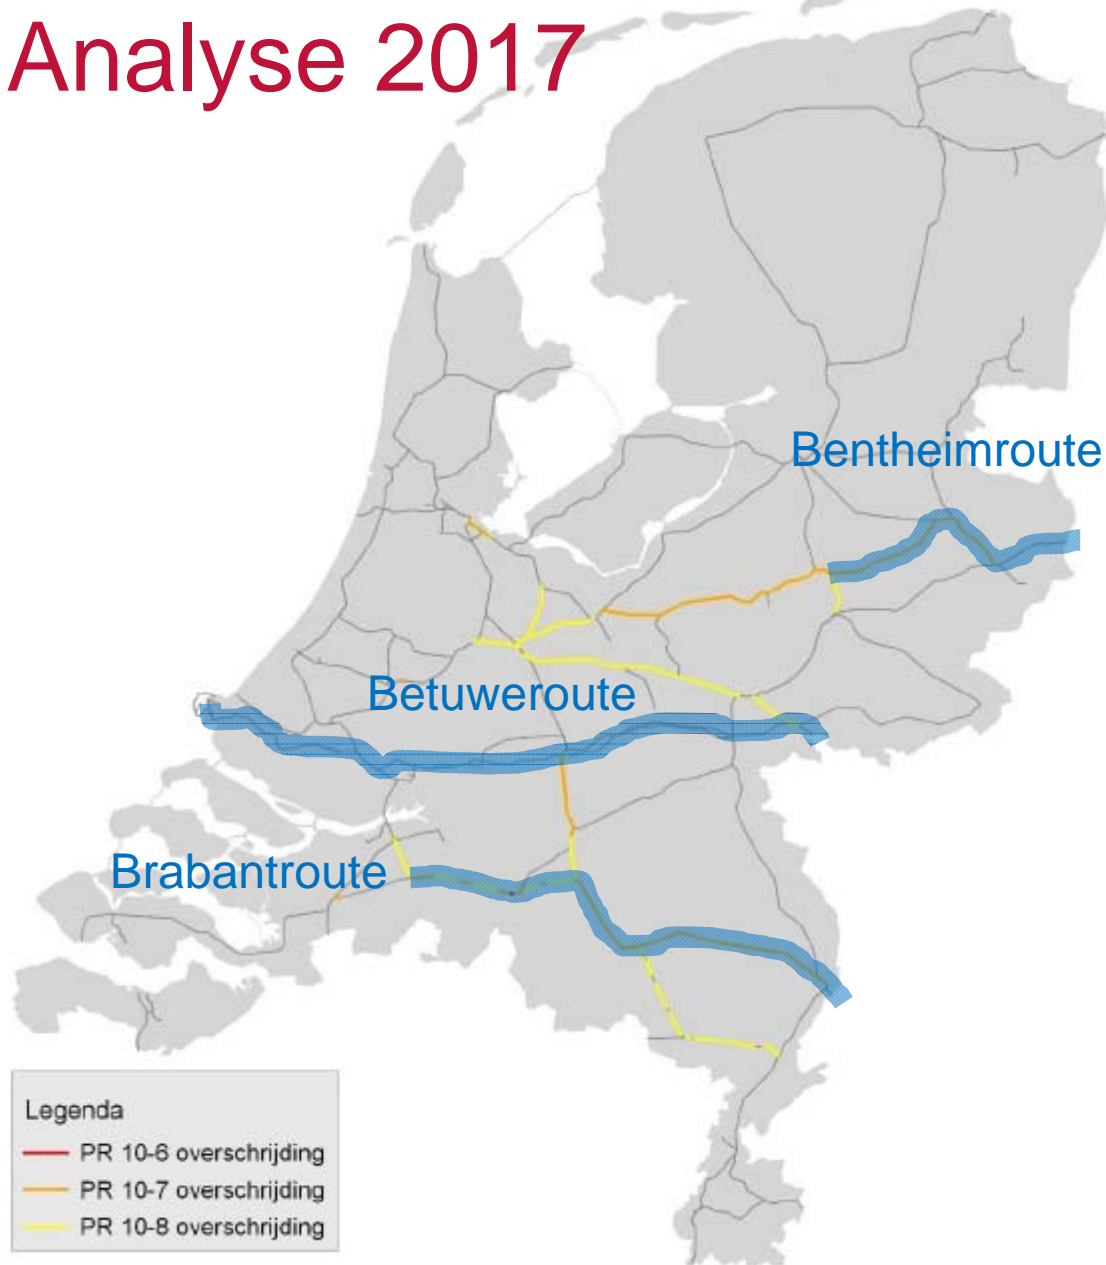 Analyse 2017
Bentheimroute
Betuweroute
Brabantroute
Legenda
PR 10-6 overschrijding
PR 10-7 overschrijding
PR 10-8 overschrijding